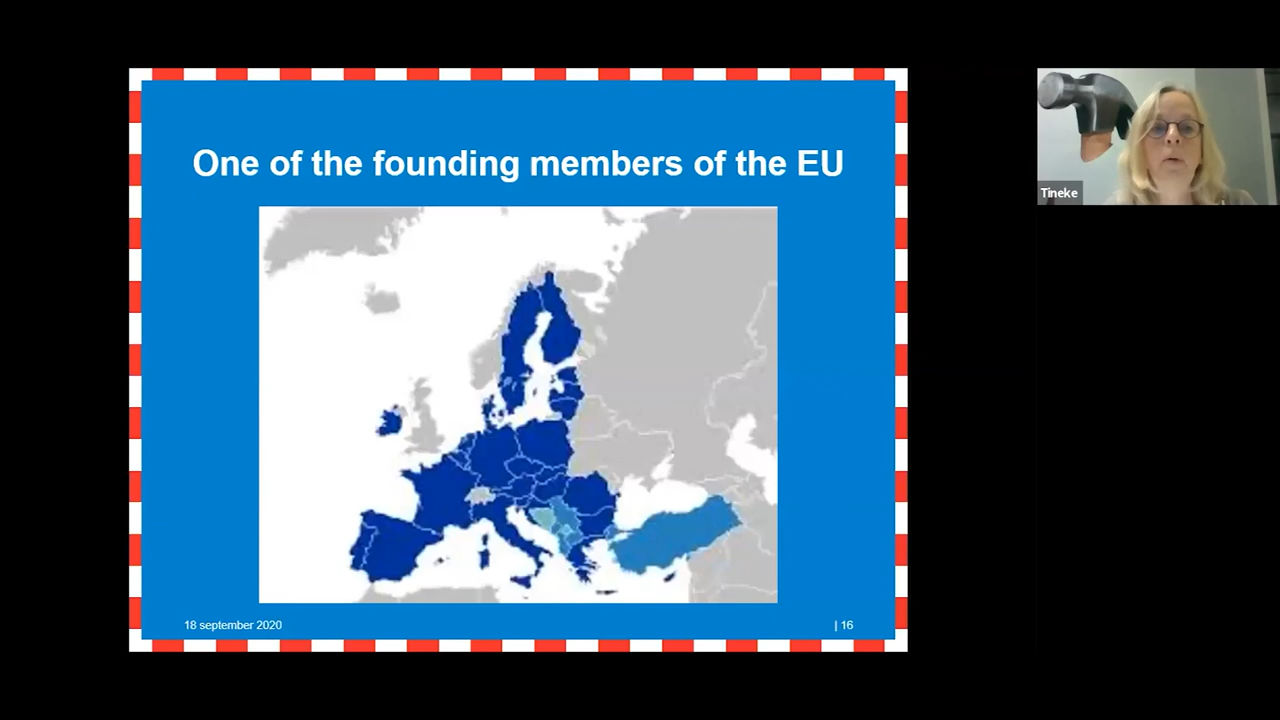 One of the founding members of the EU
18 september 2020
| 16
Tineke